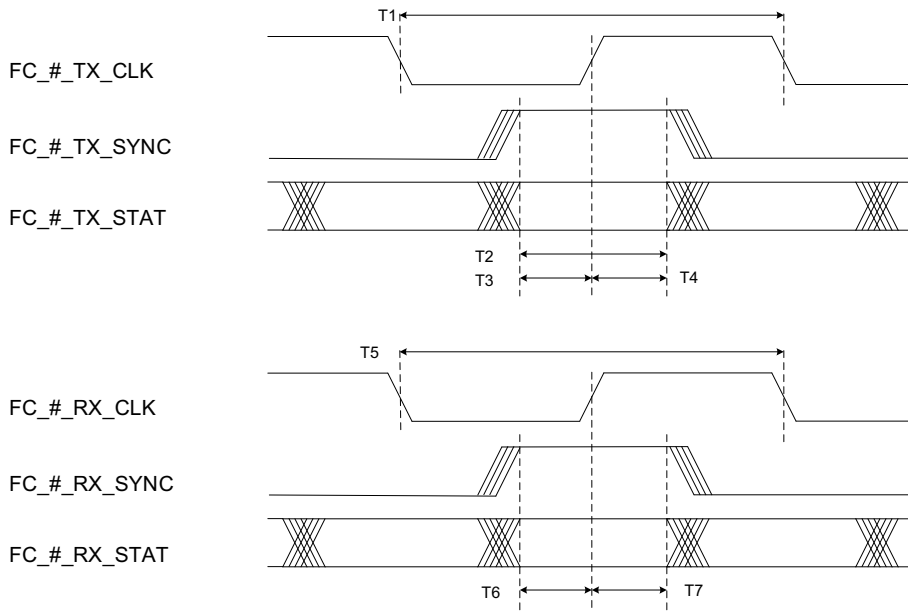 T1
FC_#_TX_CLK
FC_#_TX_SYNC
FC_#_TX_STAT
T2
T3
T4
T5
FC_#_RX_CLK
FC_#_RX_SYNC
FC_#_RX_STAT
T6
T7